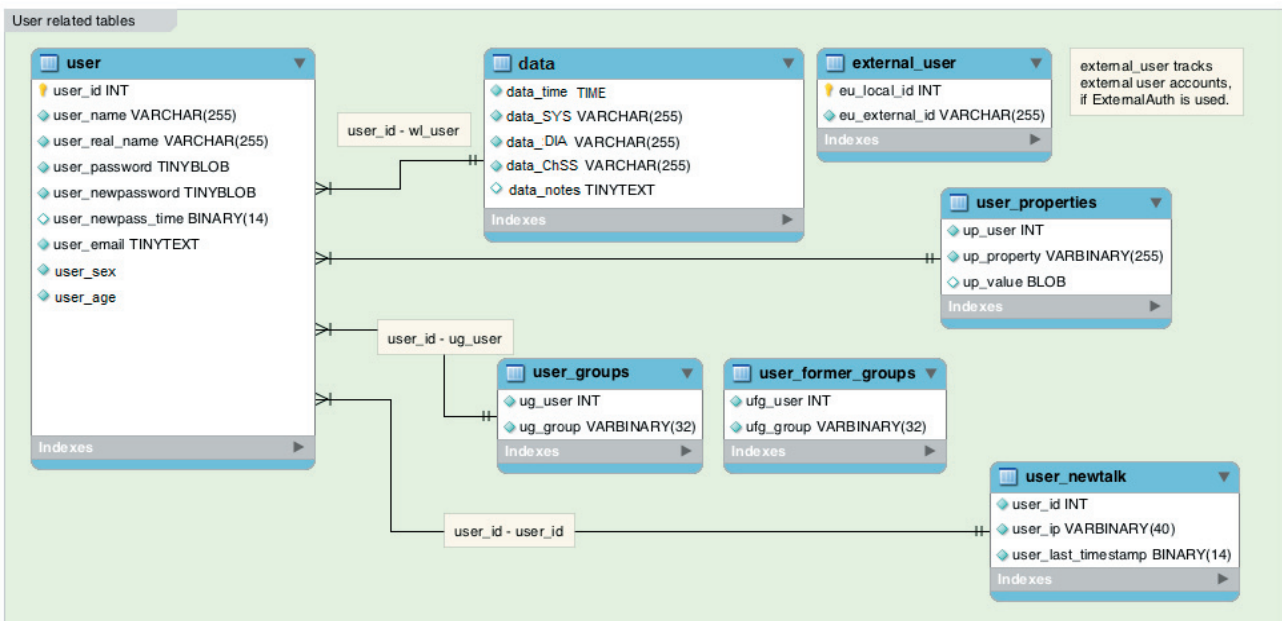 User related tables
user
user_id INT
user_name VARCHAR(255)
user_real_name VARCHAR(255)
user_password TINYBLOB
user_newpassword TINYBLOB
user_newpass_time BINARY(14)
user_email TINYTEXT
user_sex
user_age
Indexes
user_id - wl_user
data
data_time TIME
data_SYS VARCHAR(255)
data_DIA VARCHAR(255)
data_ChSS VARCHAR(255)
data_notes TINYTEXT
Indexes
external_user
eu_local_id INT
eu_external_id VARCHAR(255)
Indexes
external_user tracks
external user accounts,
if ExternalAuth is used.
user_properties
up_user INT
up_property VARBINARY(255)
up_value BLOB
Indexes
user_id - ug_user
user_groups
ug_user INT
ug_group VARBINARY(32)
Indexes
user_former_groups
ufg_user INT
ufg_group VARBINARY(32)
Indexes
user_id - user_id
user_newtalk
user_id INT
user_ip VARBINARY(40)
user_last_timestamp BINARY(14)
Indexes